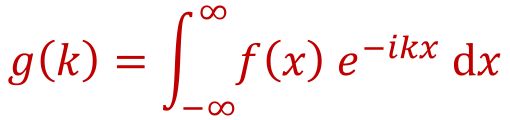 g(k) = ∫_{-∞}^{∞} f(x) e^{-ikx} dx